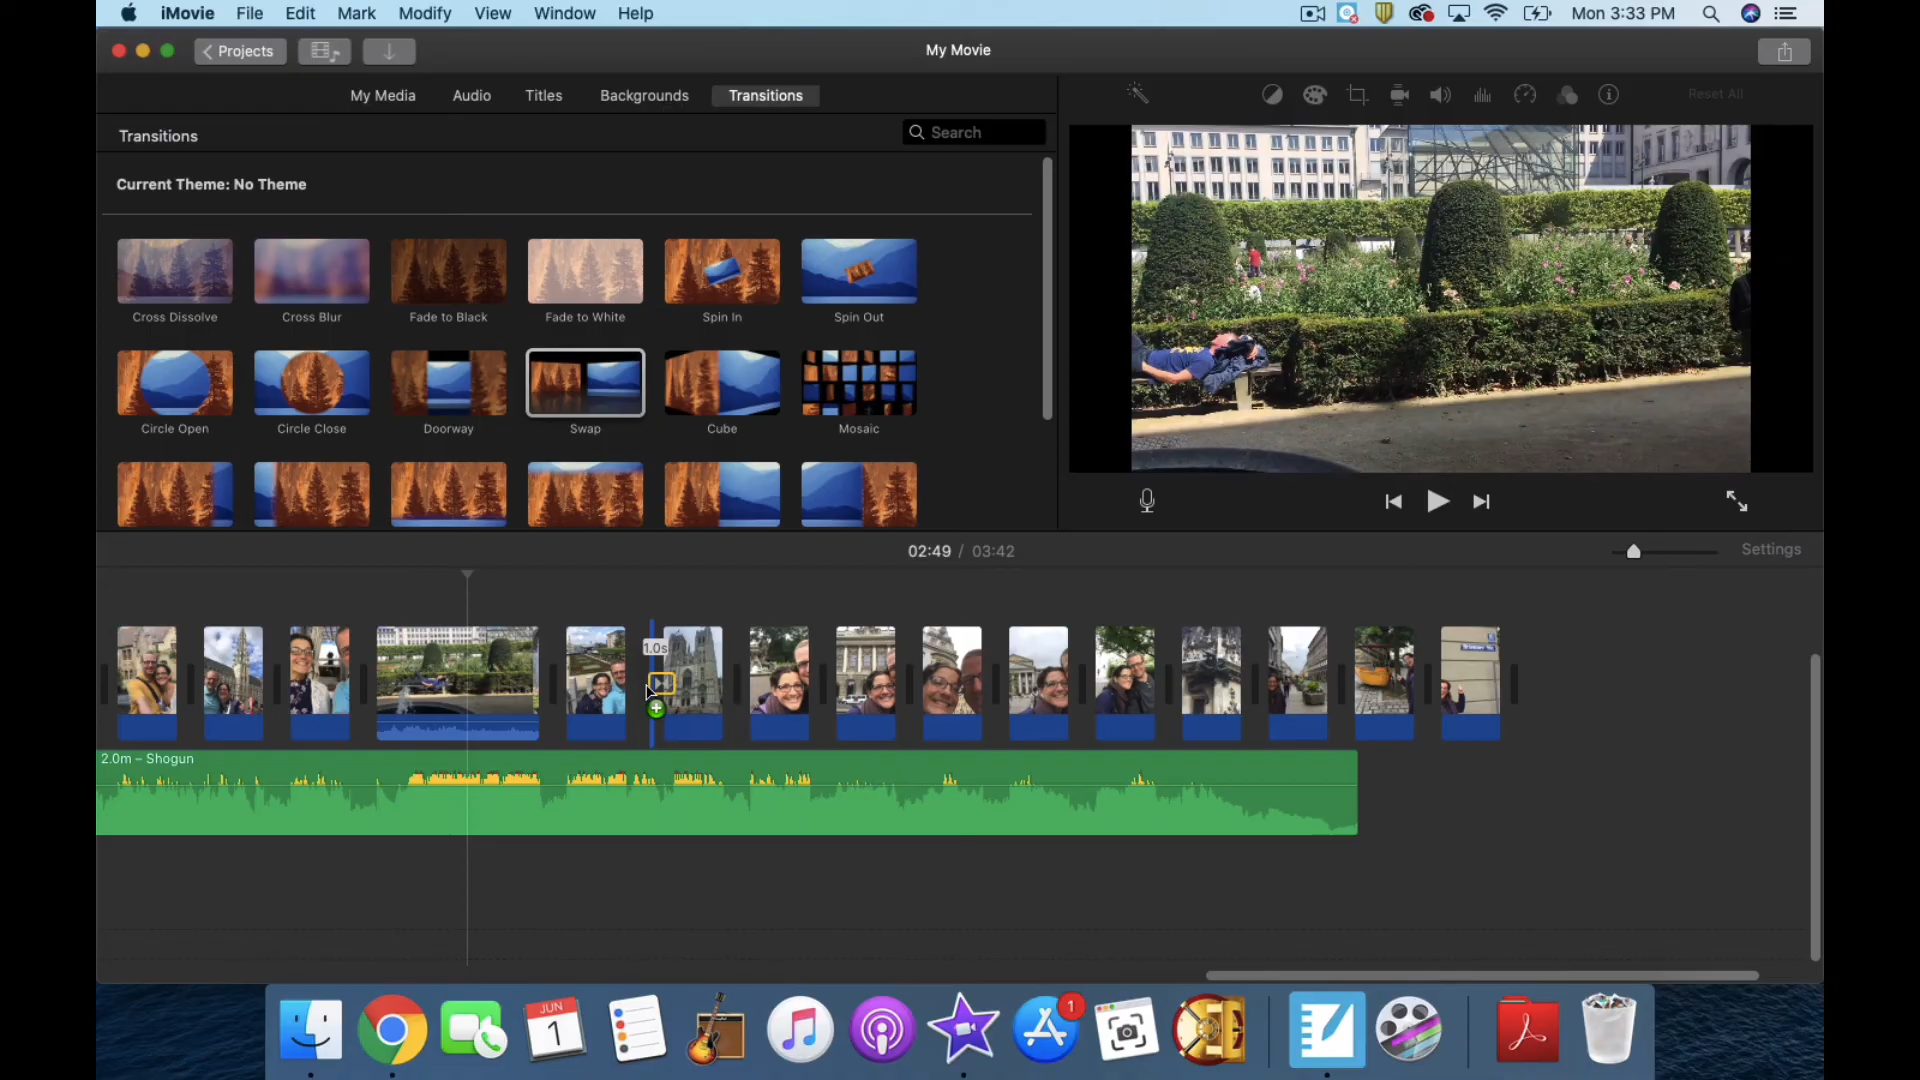 iMovie File Edit Mark Modify View Window Help
Mon 3:33 PM
Projects
My Movie
My Media Audio Titles Backgrounds Transitions
Reset All
Transitions
Search
Current Theme: No Theme
Cross Dissolve Cross Blur Fade to Black Fade to White Spin In Spin Out
Circle Open Circle Close Doorway Swap Cube Mosaic
02:49 / 03:42
Settings
1.0s
2.0m – Shogun
JUN
1
1